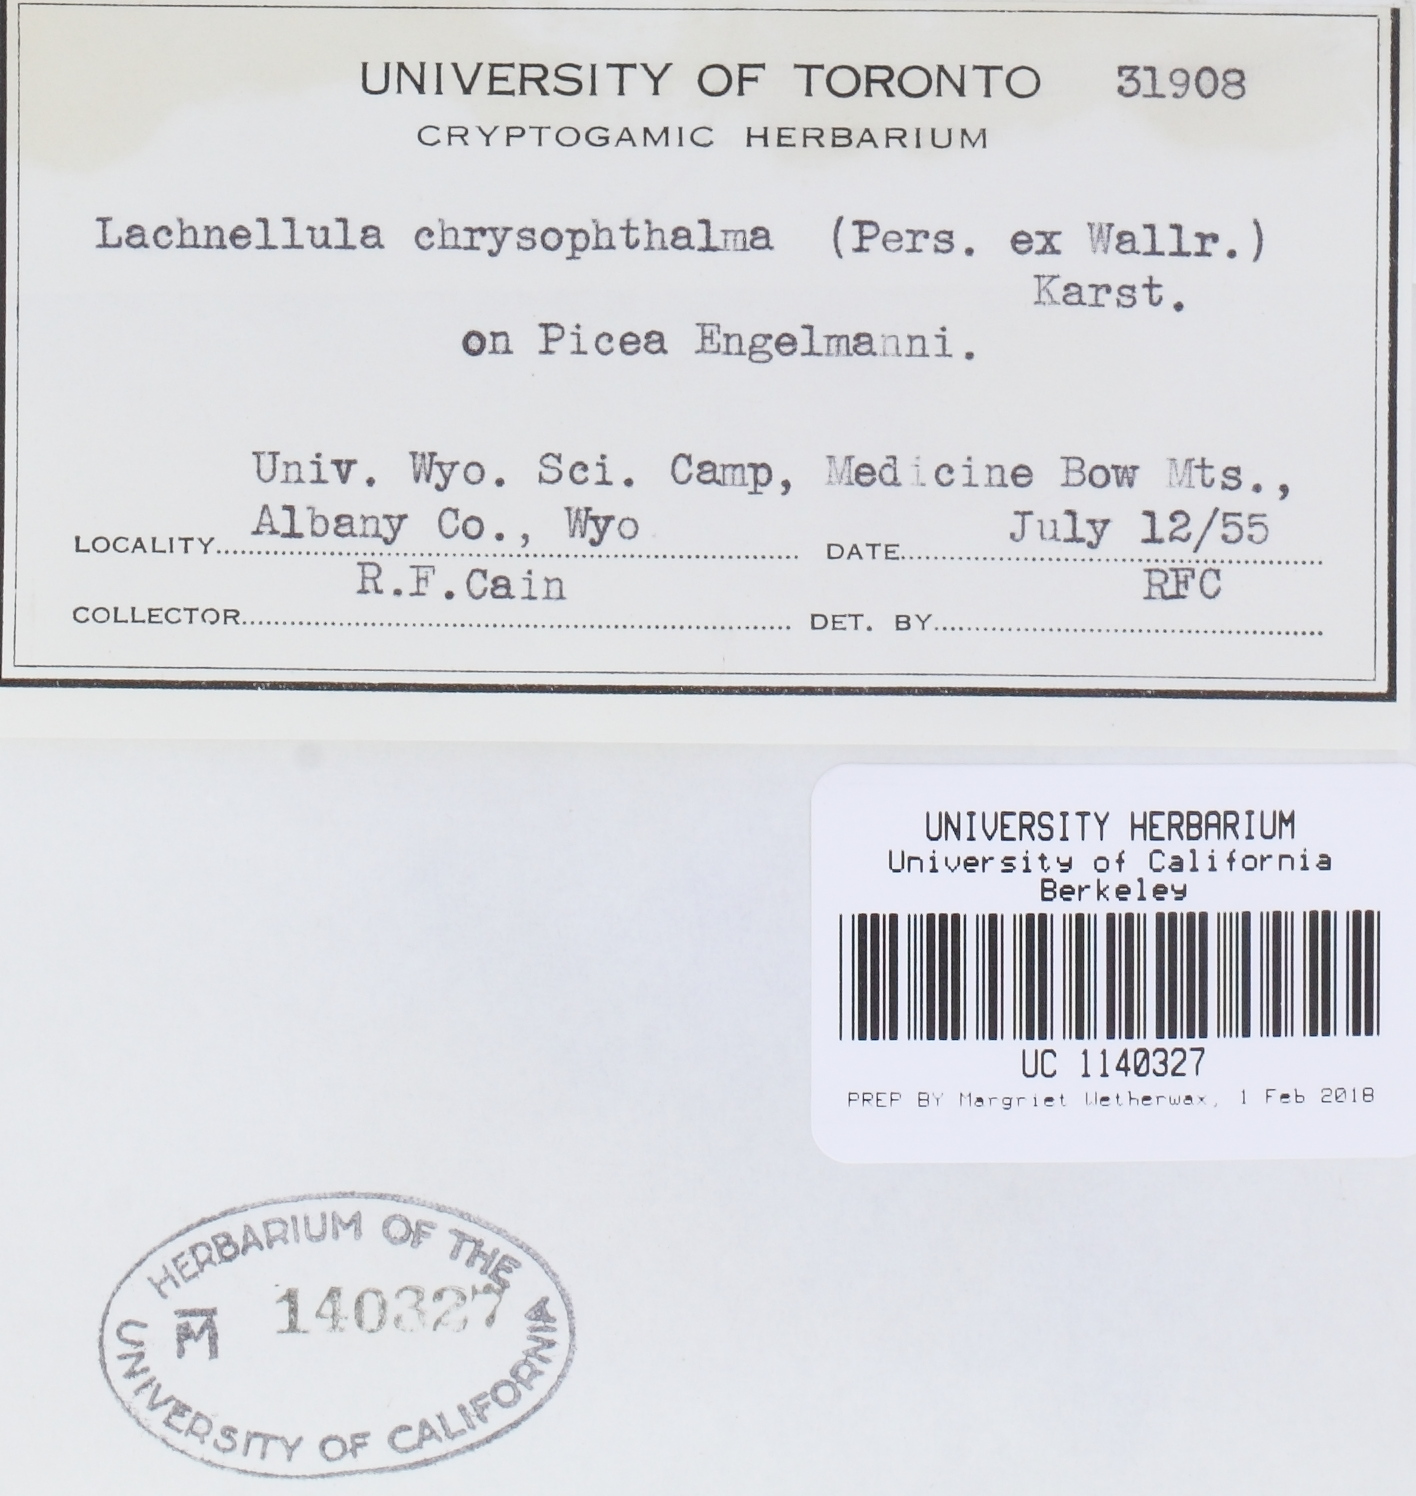 UNIVERSITY OF TORONTO 31908
CRYPTOGAMIC HERBARIUM
Lachnellula chrysophthalma (Pers. ex Wallr.)
Karst.
on Picea Engelmanni.
Univ. Wyo. Sci. Camp, Medicine Bow Mts.,
LOCALITY Albany Co., Wyo DATE July 12/55
COLLECTOR R.F.Cain DET. BY RFC
UNIVERSITY HERBARIUM
University of California
Berkeley
UC 1140327
PREP BY Margriet Wetherwax, 1 Feb 2018
HERBARIUM OF THE
M 140327
UNIVERSITY OF CALIFORNIA